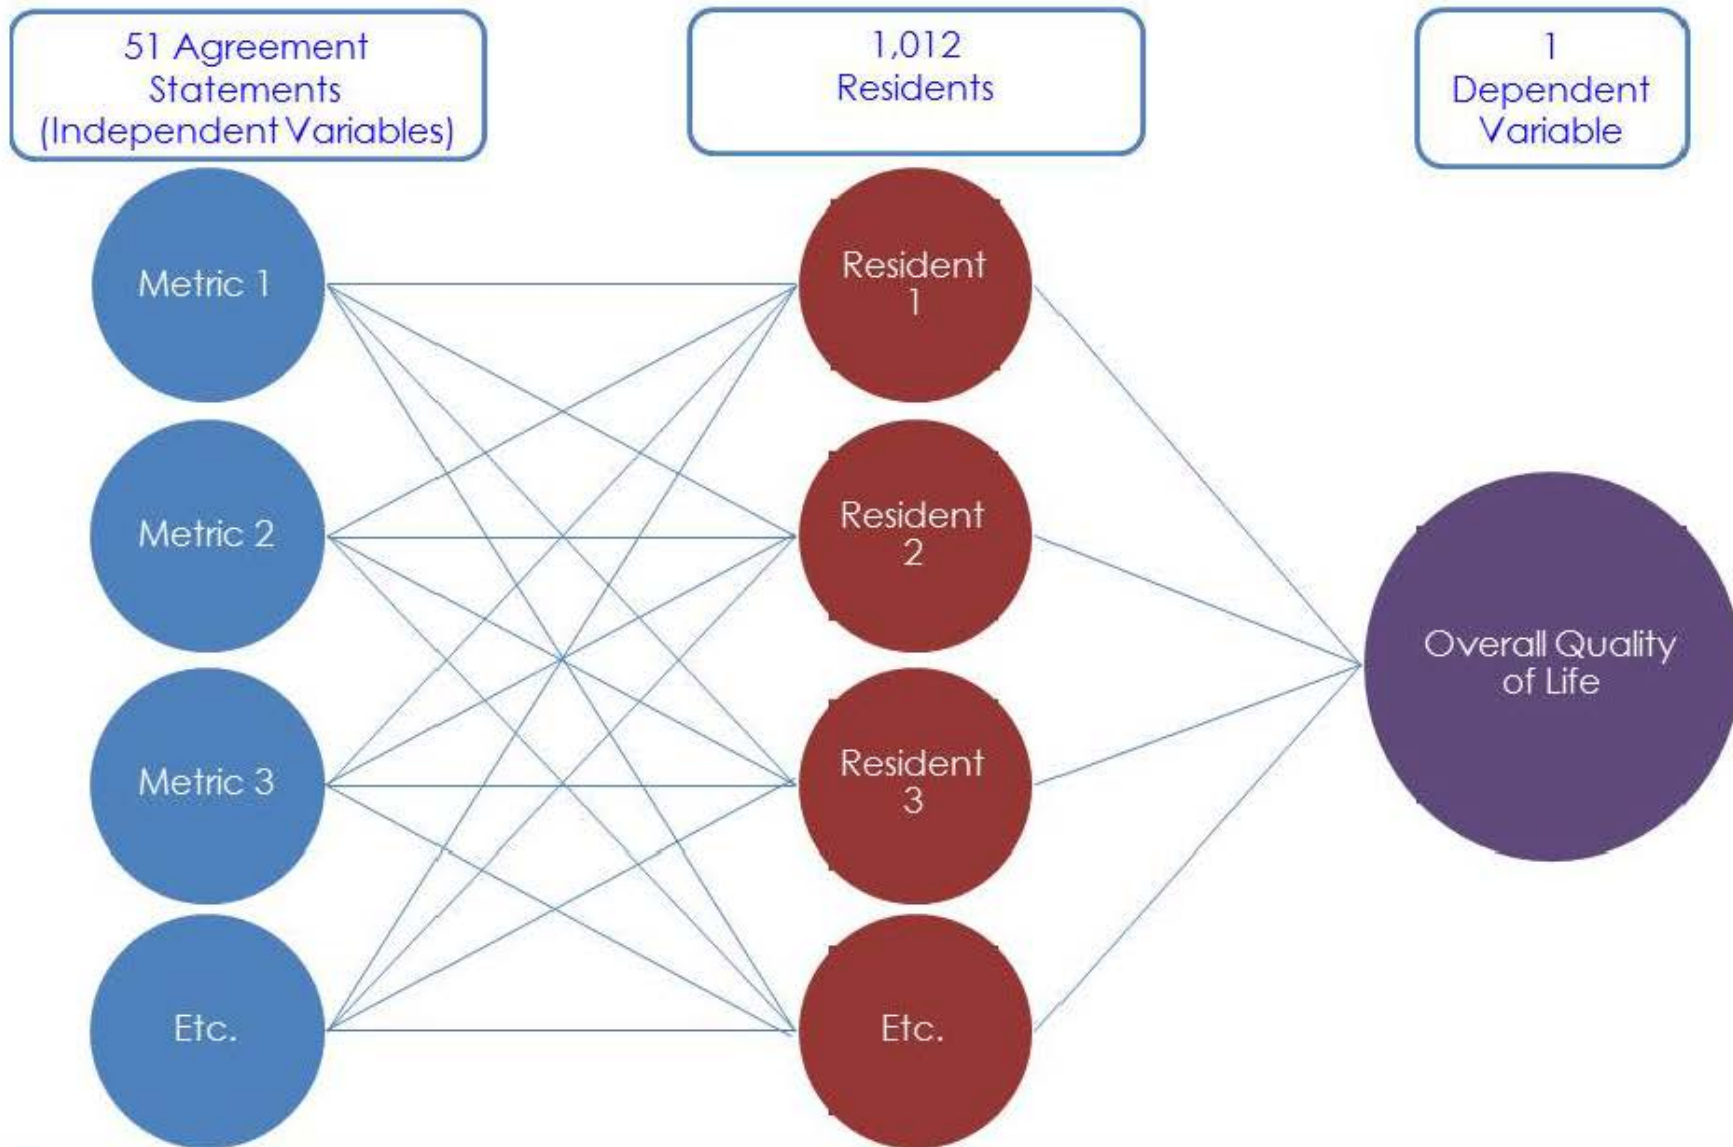 51 Agreement
Statements
(Independent Variables)
1,012
Residents
1
Dependent
Variable
Metric 1
Metric 2
Metric 3
Etc.
Resident
1
Resident
2
Resident
3
Etc.
Overall Quality
of Life